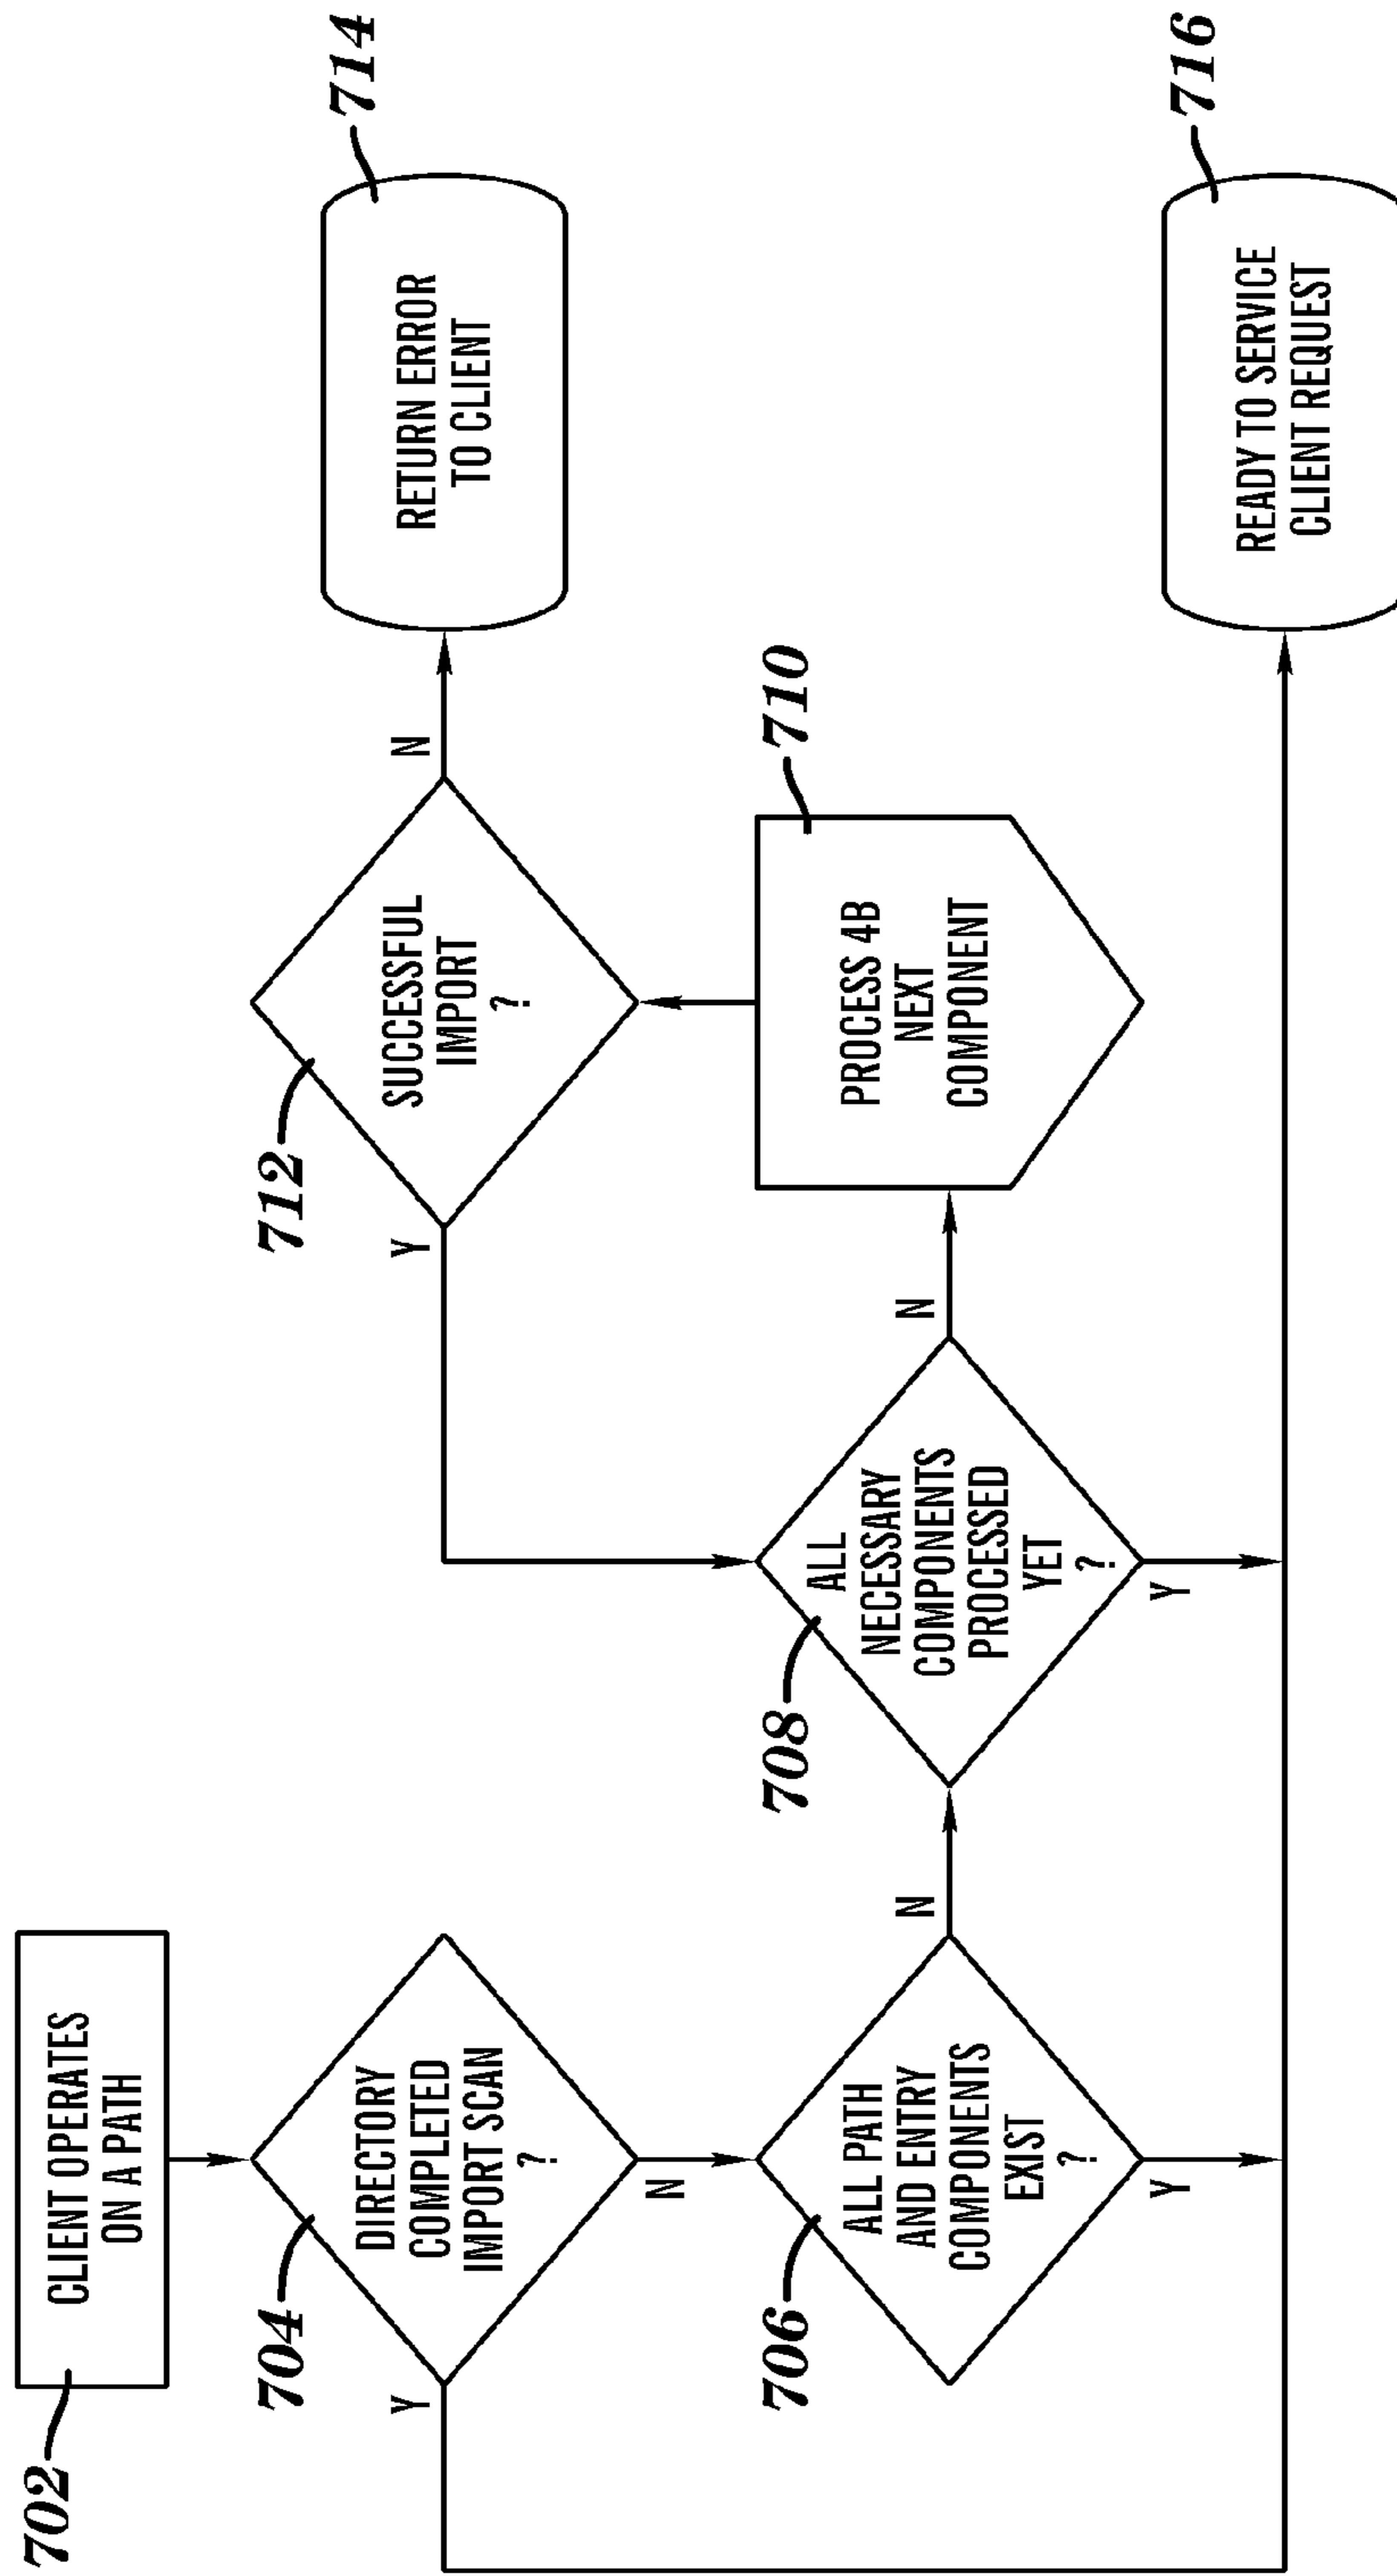 702
CLIENT OPERATES
ON A PATH
704
DIRECTORY
COMPLETED
IMPORT SCAN
?
Y
N
706
ALL PATH
AND ENTRY
COMPONENTS
EXIST
?
N
Y
708
ALL
NECESSARY
COMPONENTS
PROCESSED
YET
?
N
Y
710
PROCESS 4B
NEXT
COMPONENT
712
SUCCESSFUL
IMPORT
?
Y
N
714
RETURN ERROR
TO CLIENT
716
READY TO SERVICE
CLIENT REQUEST